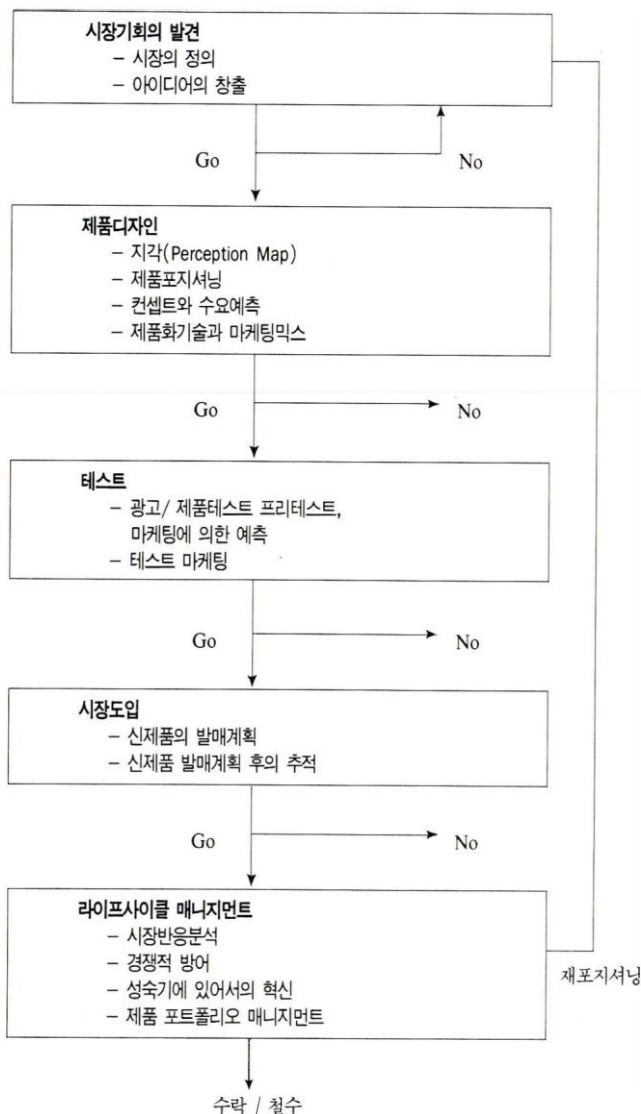 시장기회의 발견
– 시장의 정의
– 아이디어의 창출
Go No
제품디자인
– 지각(Perception Map)
– 제품포지셔닝
– 컨셉트와 수요예측
– 제품화기술과 마케팅믹스
Go No
테스트
– 광고/ 제품테스트 프리테스트,
마케팅에 의한 예측
– 테스트 마케팅
Go No
시장도입
– 신제품의 발매계획
– 신제품 발매계획 후의 추적
Go No
라이프사이클 매니지먼트
– 시장반응분석
– 경쟁적 방어
– 성숙기에 있어서의 혁신
– 제품 포트폴리오 매니지먼트
재포지셔닝
수락 / 철수